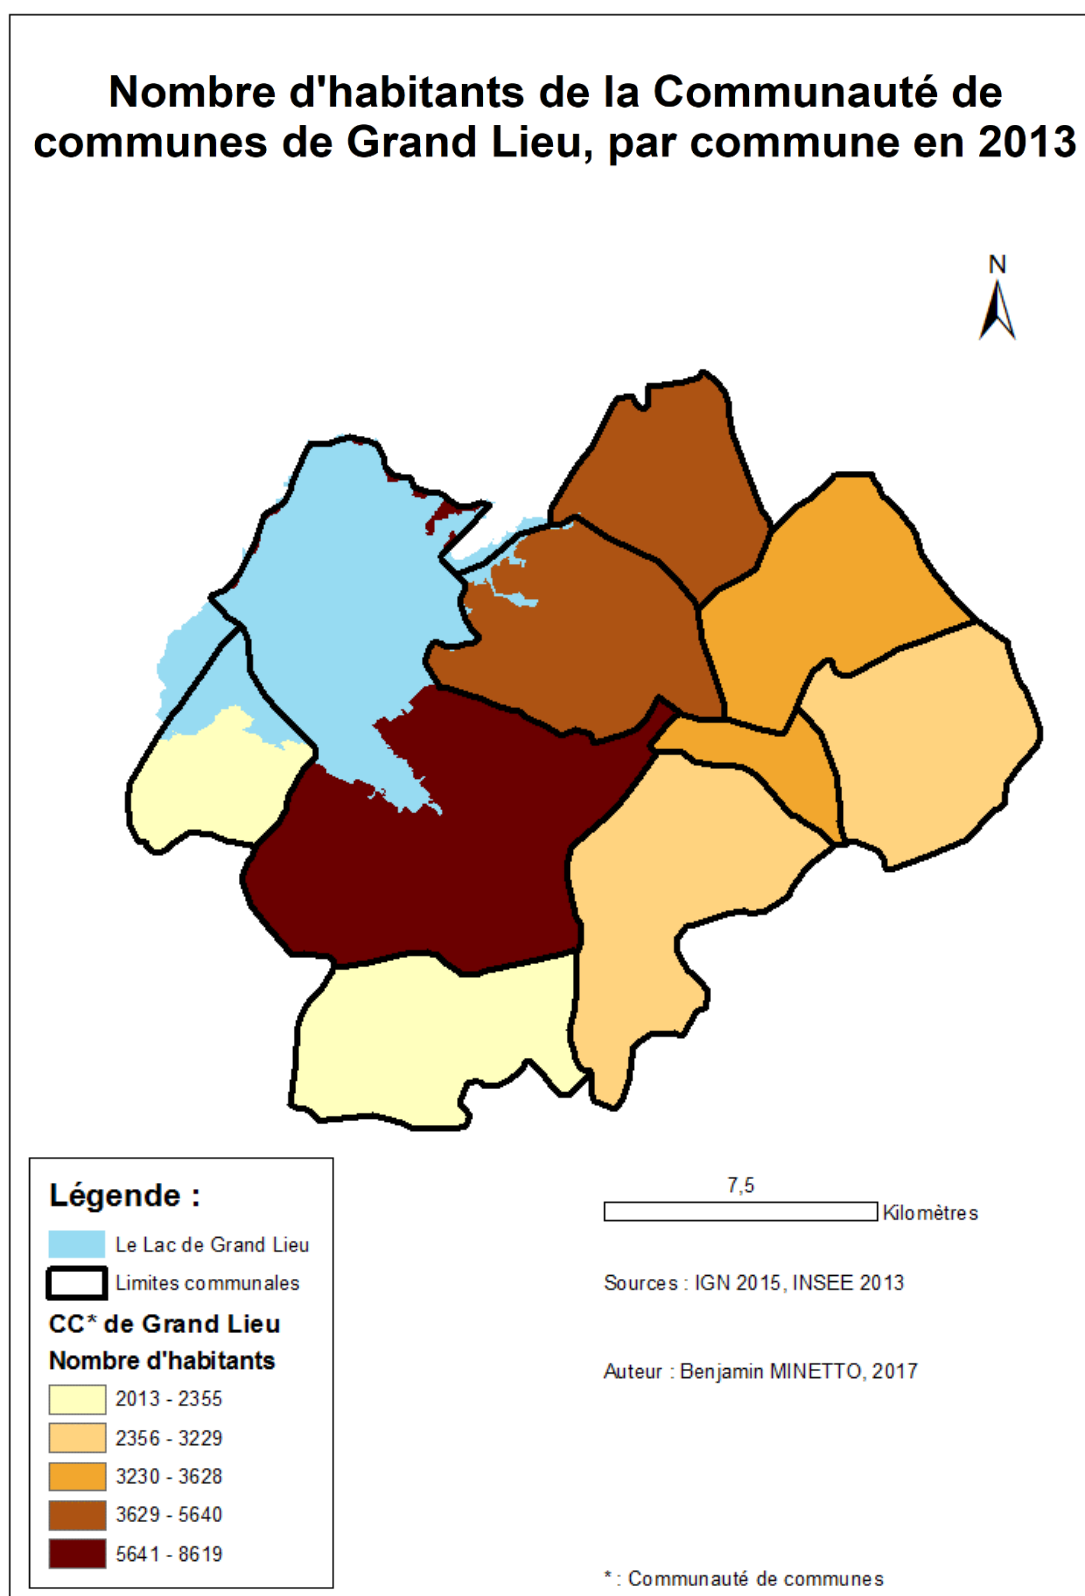 Nombre d'habitants de la Communauté de
communes de Grand Lieu, par commune en 2013
N
Légende :
Le Lac de Grand Lieu
Limites communales
CC* de Grand Lieu
Nombre d'habitants
2013 - 2355
2356 - 3229
3230 - 3628
3629 - 5640
5641 - 8619
7,5
Kilomètres
Sources : IGN 2015, INSEE 2013
Auteur : Benjamin MINETTO, 2017
* : Communauté de communes